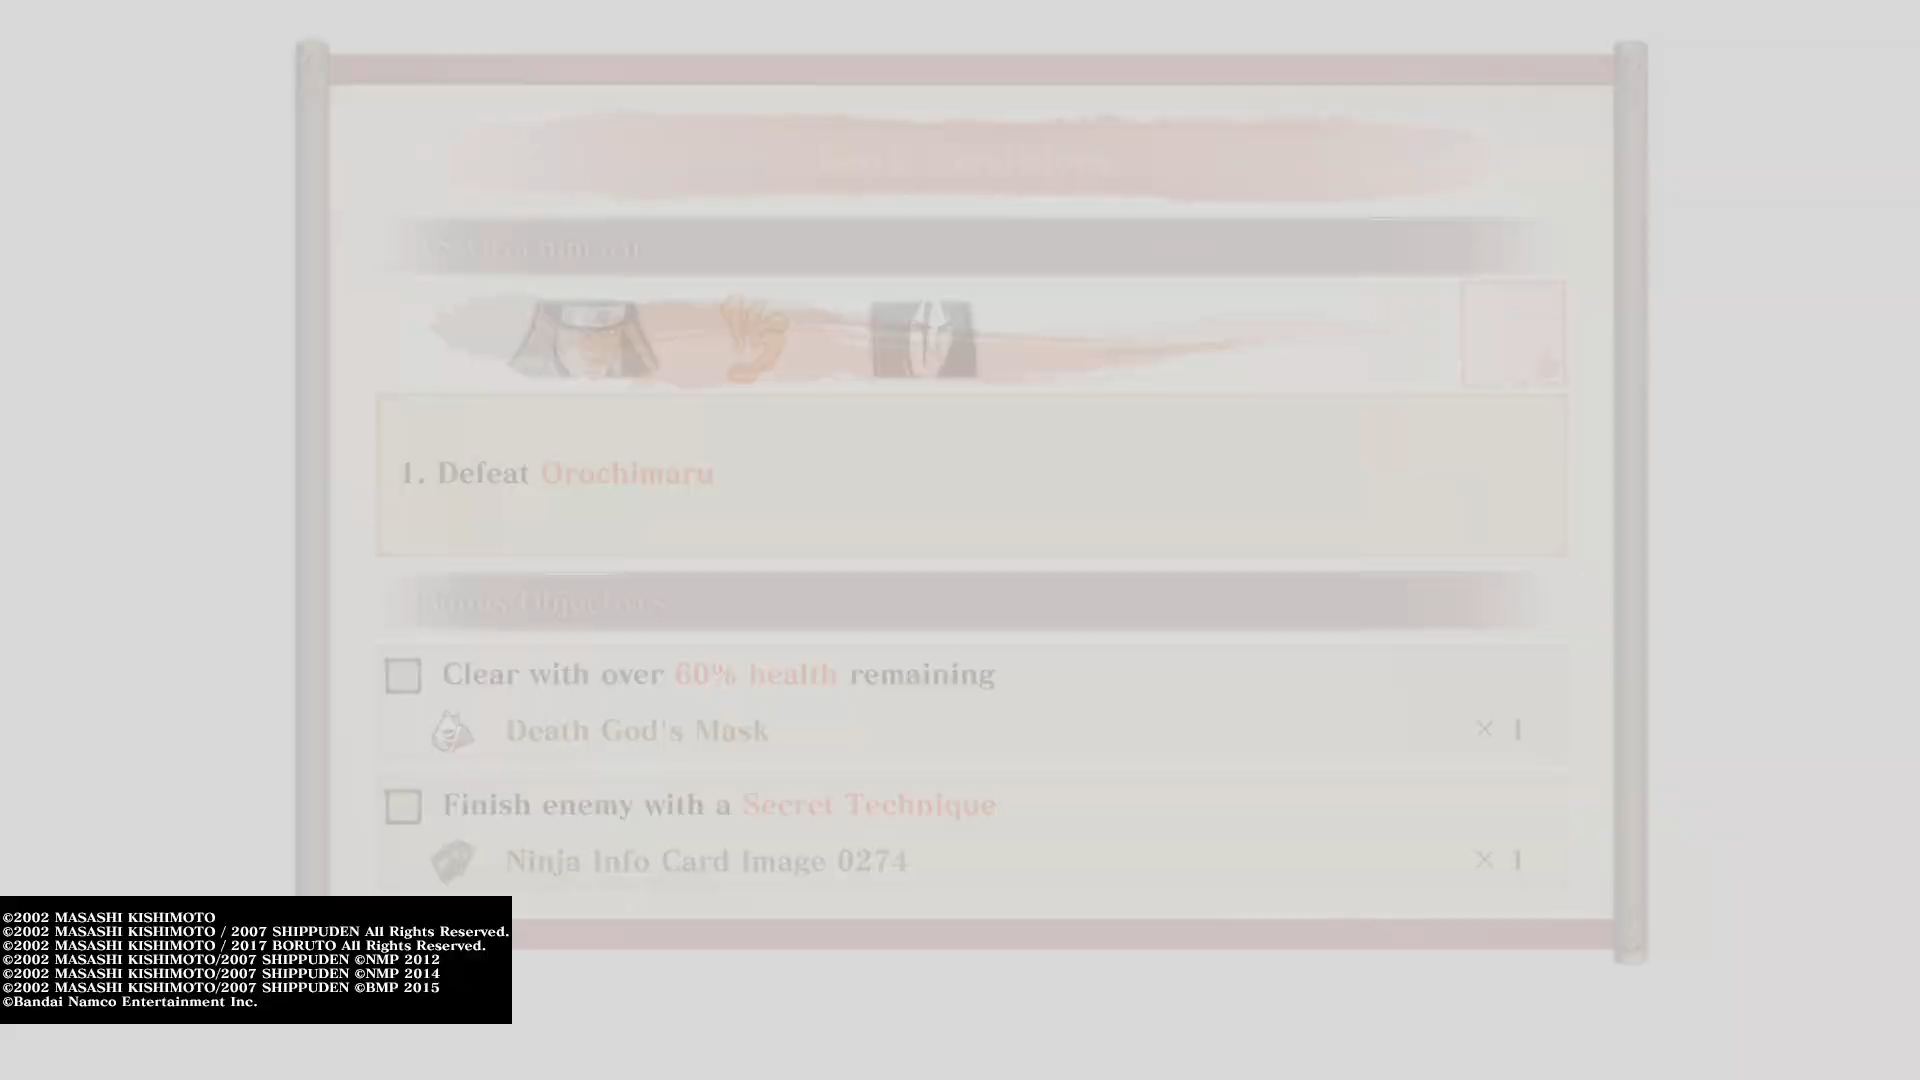 1. Defeat Orochimaru
Bonus Objectives
Clear with over 60% health remaining
Death God's Mask × 1
Finish enemy with a Secret Technique
Ninja Info Card Image 0274 × 1
©2002 MASASHI KISHIMOTO
©2002 MASASHI KISHIMOTO / 2007 SHIPPUDEN All Rights Reserved.
©2002 MASASHI KISHIMOTO / 2017 BORUTO All Rights Reserved.
©2002 MASASHI KISHIMOTO/2007 SHIPPUDEN ©NMP 2012
©2002 MASASHI KISHIMOTO/2007 SHIPPUDEN ©NMP 2014
©2002 MASASHI KISHIMOTO/2007 SHIPPUDEN ©BMP 2015
©Bandai Namco Entertainment Inc.